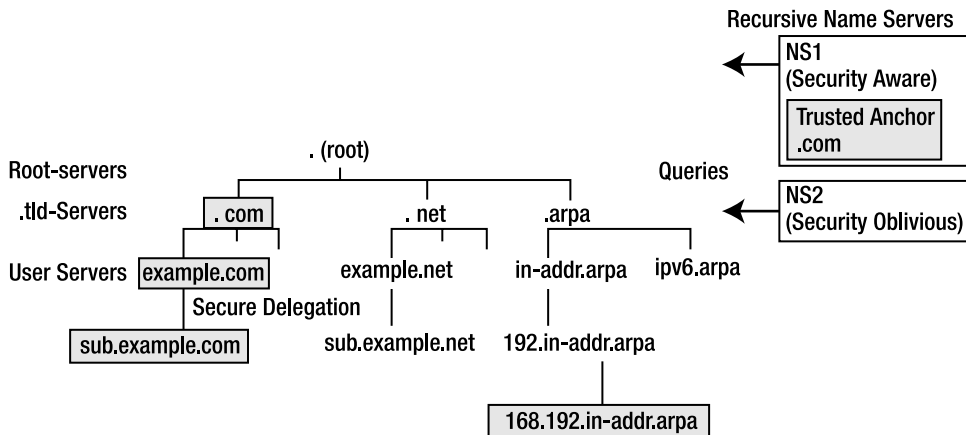 Recursive Name Servers
NS1
(Security Aware)
Trusted Anchor
.com
. (root)
Root-servers
Queries
.tld-Servers
. com
. net
.arpa
NS2
(Security Oblivious)
User Servers
example.com
example.net
in-addr.arpa
ipv6.arpa
Secure Delegation
sub.example.com
sub.example.net
192.in-addr.arpa
168.192.in-addr.arpa